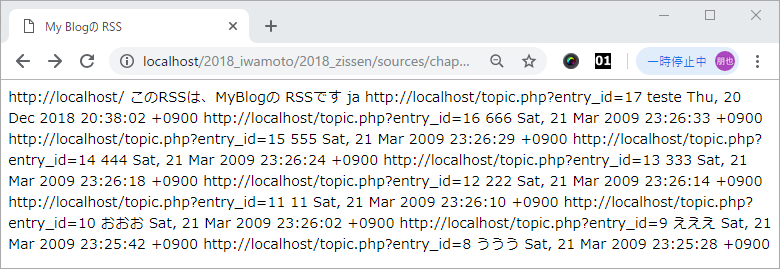 My Blogの RSS
localhost/2018_iwamoto/2018_zissen/sources/chap...
01
一時停止中
朋也
http://localhost/ このRSSは、MyBlogの RSSです ja http://localhost/topic.php?entry_id=17 teste Thu, 20
Dec 2018 20:38:02 +0900 http://localhost/topic.php?entry_id=16 666 Sat, 21 Mar 2009 23:26:33 +0900
http://localhost/topic.php?entry_id=15 555 Sat, 21 Mar 2009 23:26:29 +0900 http://localhost/topic.php?
entry_id=14 444 Sat, 21 Mar 2009 23:26:24 +0900 http://localhost/topic.php?entry_id=13 333 Sat, 21
Mar 2009 23:26:18 +0900 http://localhost/topic.php?entry_id=12 222 Sat, 21 Mar 2009 23:26:14 +0900
http://localhost/topic.php?entry_id=11 11 Sat, 21 Mar 2009 23:26:10 +0900 http://localhost/topic.php?
entry_id=10 おおお Sat, 21 Mar 2009 23:26:02 +0900 http://localhost/topic.php?entry_id=9 えええ Sat, 21
Mar 2009 23:25:42 +0900 http://localhost/topic.php?entry_id=8 ううう Sat, 21 Mar 2009 23:25:28 +0900